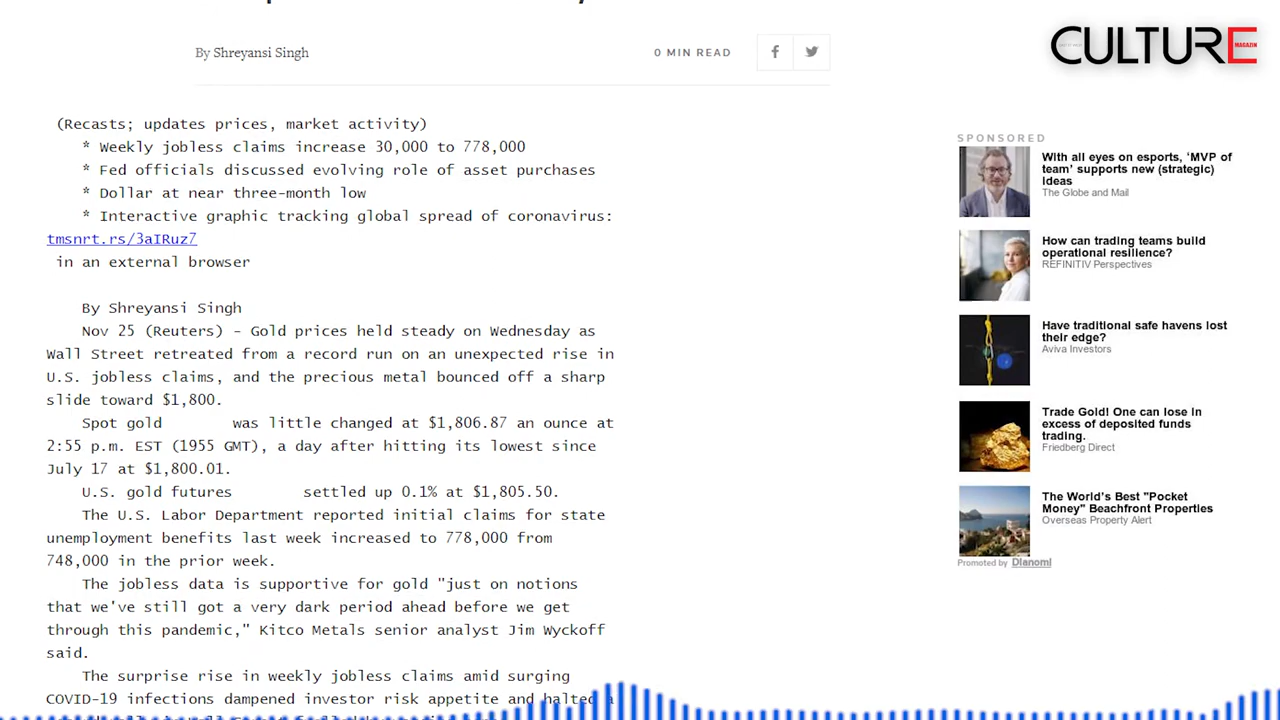 By Shreyansi Singh
0 MIN READ
CULTURE
MAGAZIN
(Recasts; updates prices, market activity)
* Weekly jobless claims increase 30,000 to 778,000
* Fed officials discussed evolving role of asset purchases
* Dollar at near three-month low
* Interactive graphic tracking global spread of coronavirus:
tmsnrt.rs/3aIRuz7
in an external browser
By Shreyansi Singh
Nov 25 (Reuters) - Gold prices held steady on Wednesday as
Wall Street retreated from a record run on an unexpected rise in
U.S. jobless claims, and the precious metal bounced off a sharp
slide toward $1,800.
Spot gold was little changed at $1,806.87 an ounce at
2:55 p.m. EST (1955 GMT), a day after hitting its lowest since
July 17 at $1,800.01.
U.S. gold futures settled up 0.1% at $1,805.50.
The U.S. Labor Department reported initial claims for state
unemployment benefits last week increased to 778,000 from
748,000 in the prior week.
The jobless data is supportive for gold "just on notions
that we've still got a very dark period ahead before we get
through this pandemic," Kitco Metals senior analyst Jim Wyckoff
said.
The surprise rise in weekly jobless claims amid surging
COVID-19 infections dampened investor risk appetite and halted a
SPONSORED
With all eyes on esports, ‘MVP of
team’ supports new (strategic)
ideas
The Globe and Mail
How can trading teams build
operational resilience?
REFINITIV Perspectives
Have traditional safe havens lost
their edge?
Aviva Investors
Trade Gold! One can lose in
excess of deposited funds
trading.
Friedberg Direct
The World's Best "Pocket
Money" Beachfront Properties
Overseas Property Alert
Promoted by Dianomi